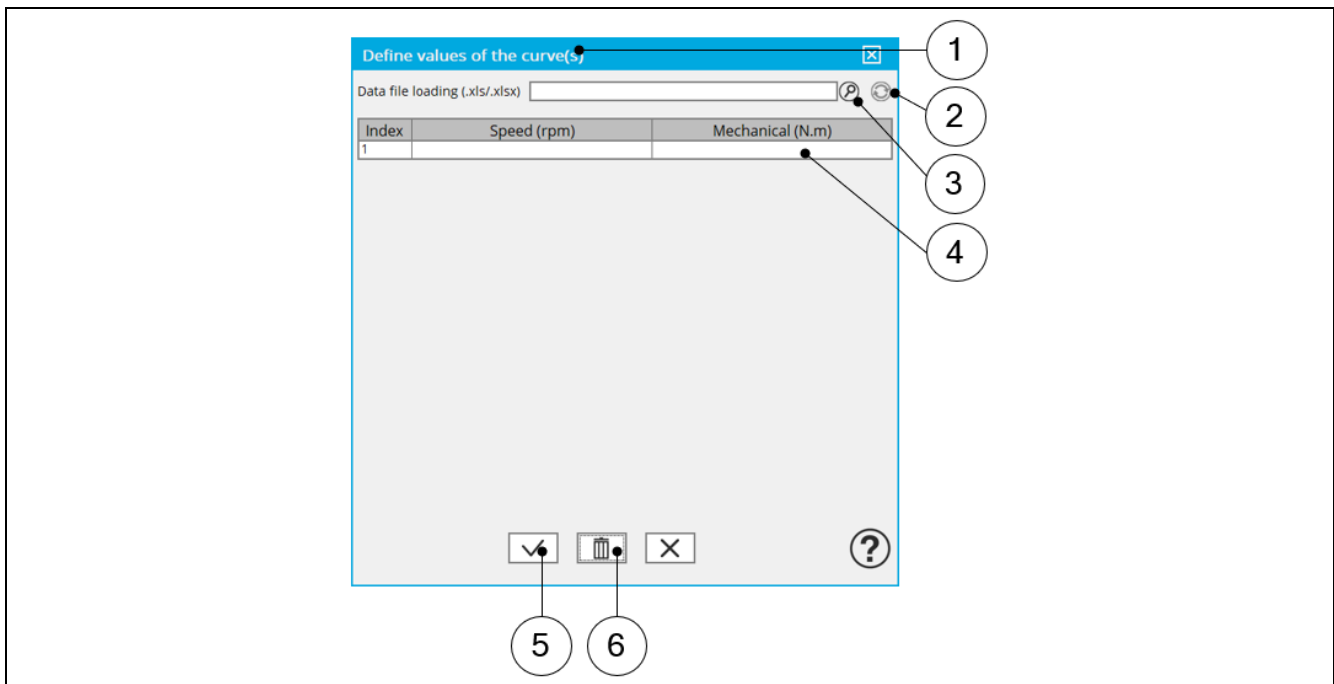 Define values of the curve(s)
1
Data file loading (.xls/.xlsx)
2
Index Speed (rpm) Mechanical (N.m)
1
3
4
?
5 6